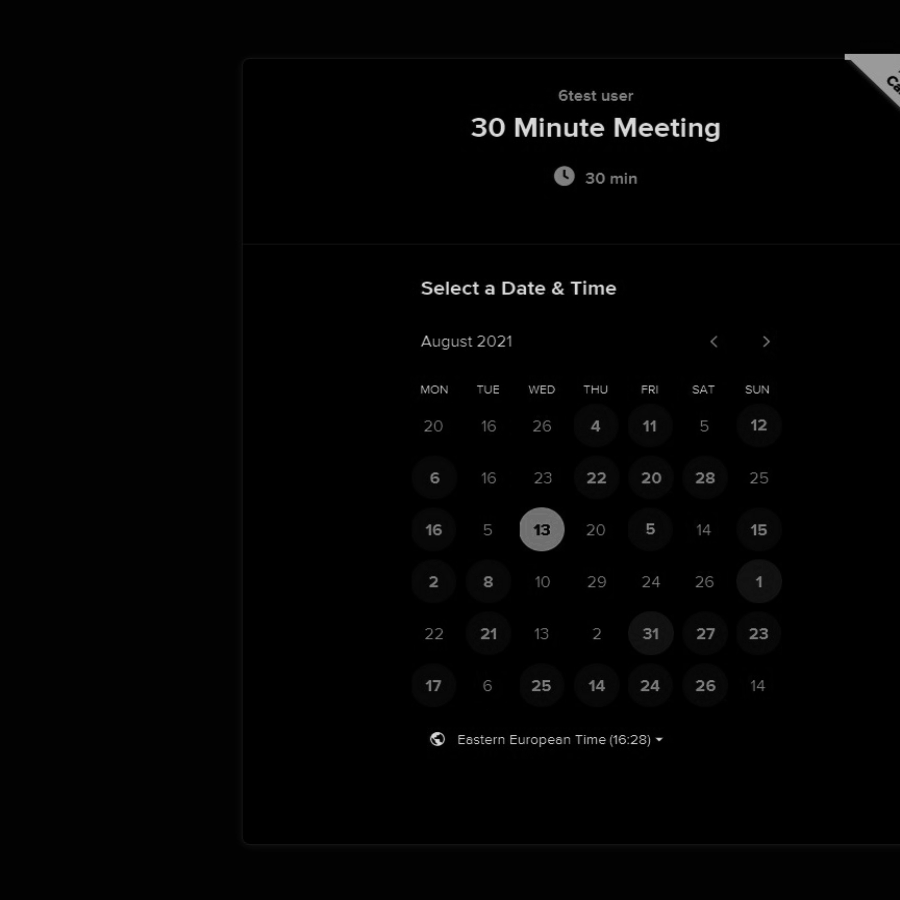 6test user
30 Minute Meeting
30 min
Select a Date & Time
August 2021
MON TUE WED THU FRI SAT SUN
20 16 26 4 11 5 12
6 16 23 22 20 28 25
16 5 13 20 5 14 15
2 8 10 29 24 26 1
22 21 13 2 31 27 23
17 6 25 14 24 26 14
Eastern European Time (16:28)